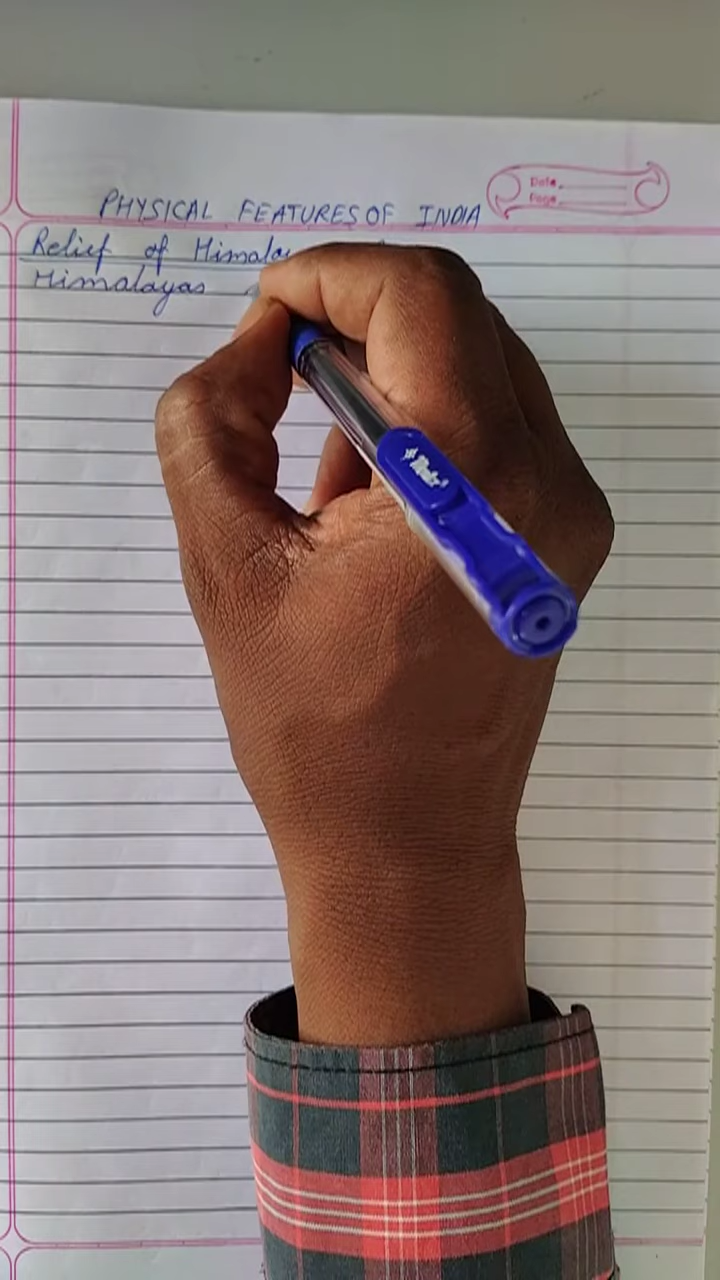 PHYSICAL FEATURES OF INDIA
Date
Page
Relief of
Himalayas